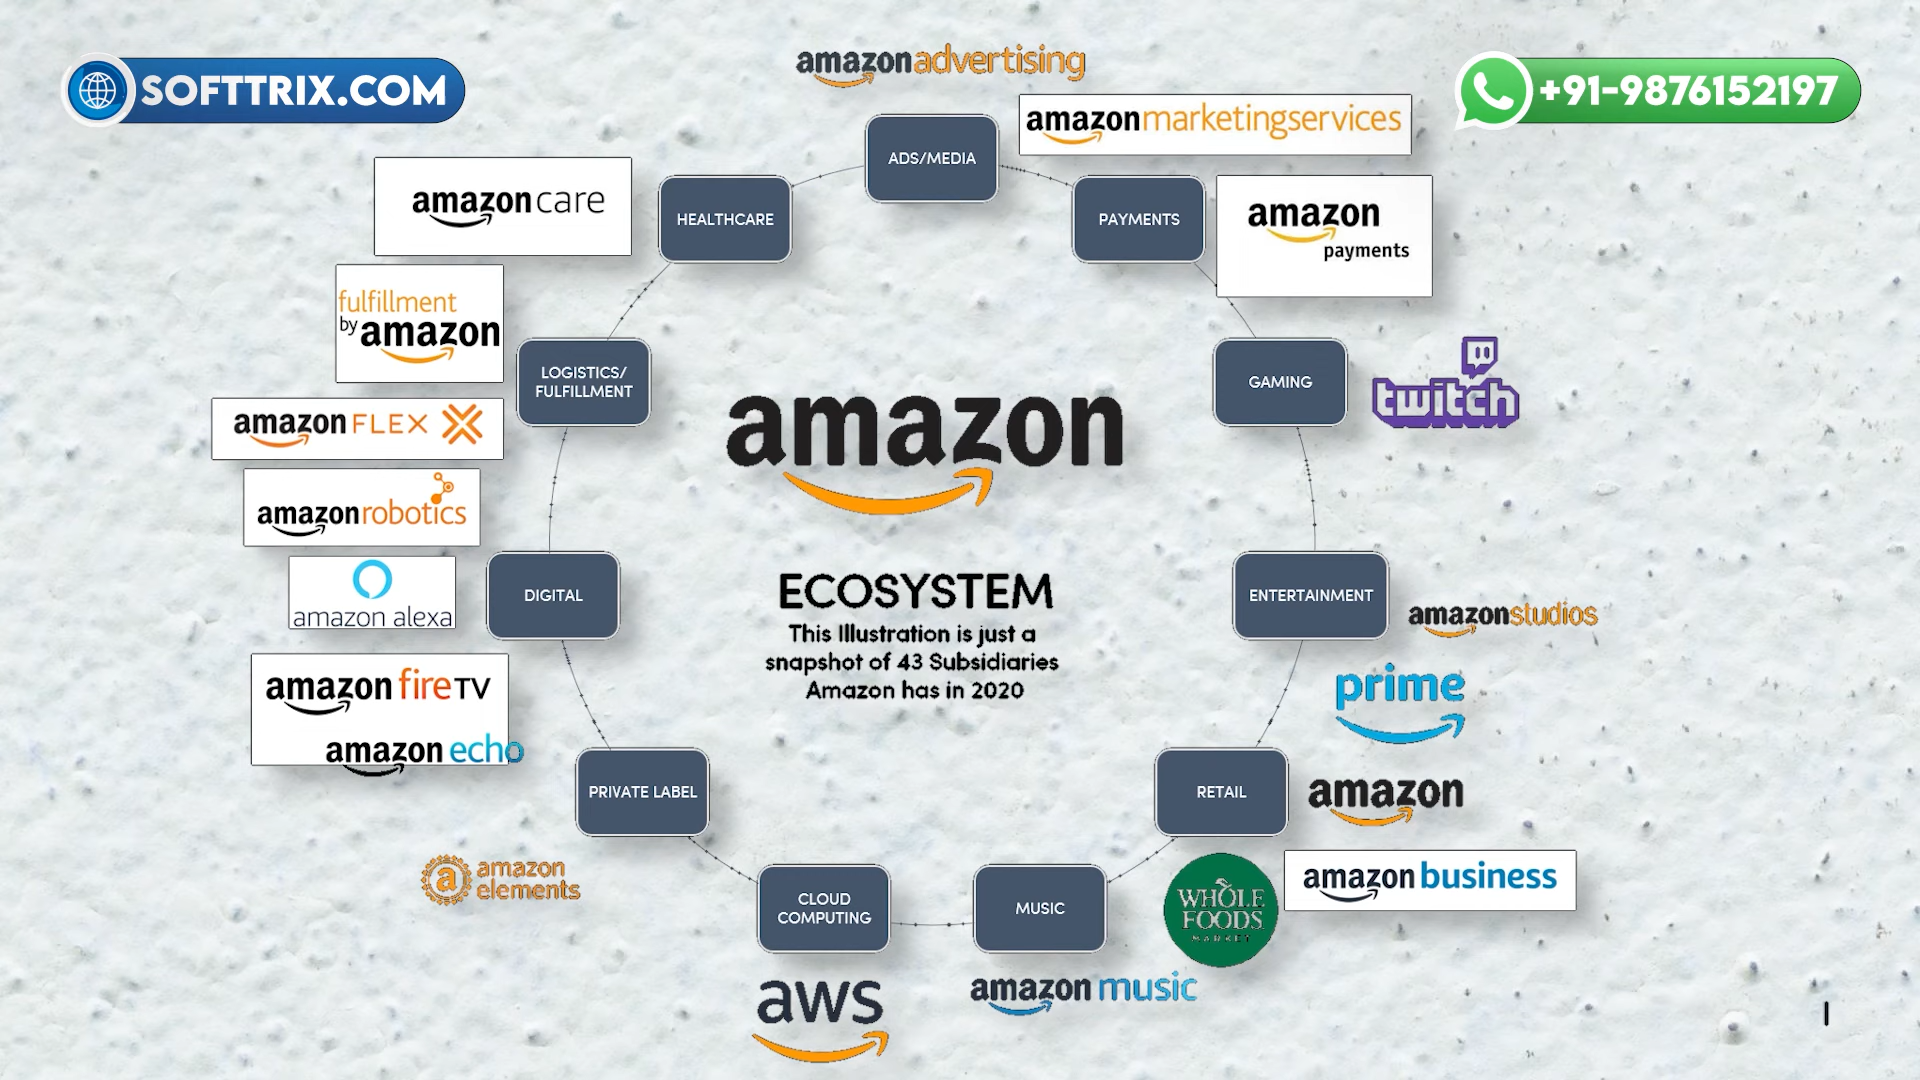 SOFTTRIX.COM
+91-9876152197
amazonadvertising
amazonmarketingservices
ADS/MEDIA
amazoncare
HEALTHCARE
PAYMENTS
amazon
payments
fulfillment
by amazon
LOGISTICS/
FULFILLMENT
GAMING
twitch
amazon FLEX
amazon
amazonrobotics
amazon alexa
DIGITAL
ECOSYSTEM
This Illustration is just a
snapshot of 43 Subsidiaries
Amazon has in 2020
ENTERTAINMENT
amazonstudios
prime
amazon fireTV
amazon echo
PRIVATE LABEL
RETAIL
amazon
amazon
elements
a
CLOUD
COMPUTING
MUSIC
WHOLE
FOODS
MARKET
amazon business
aws
amazon music